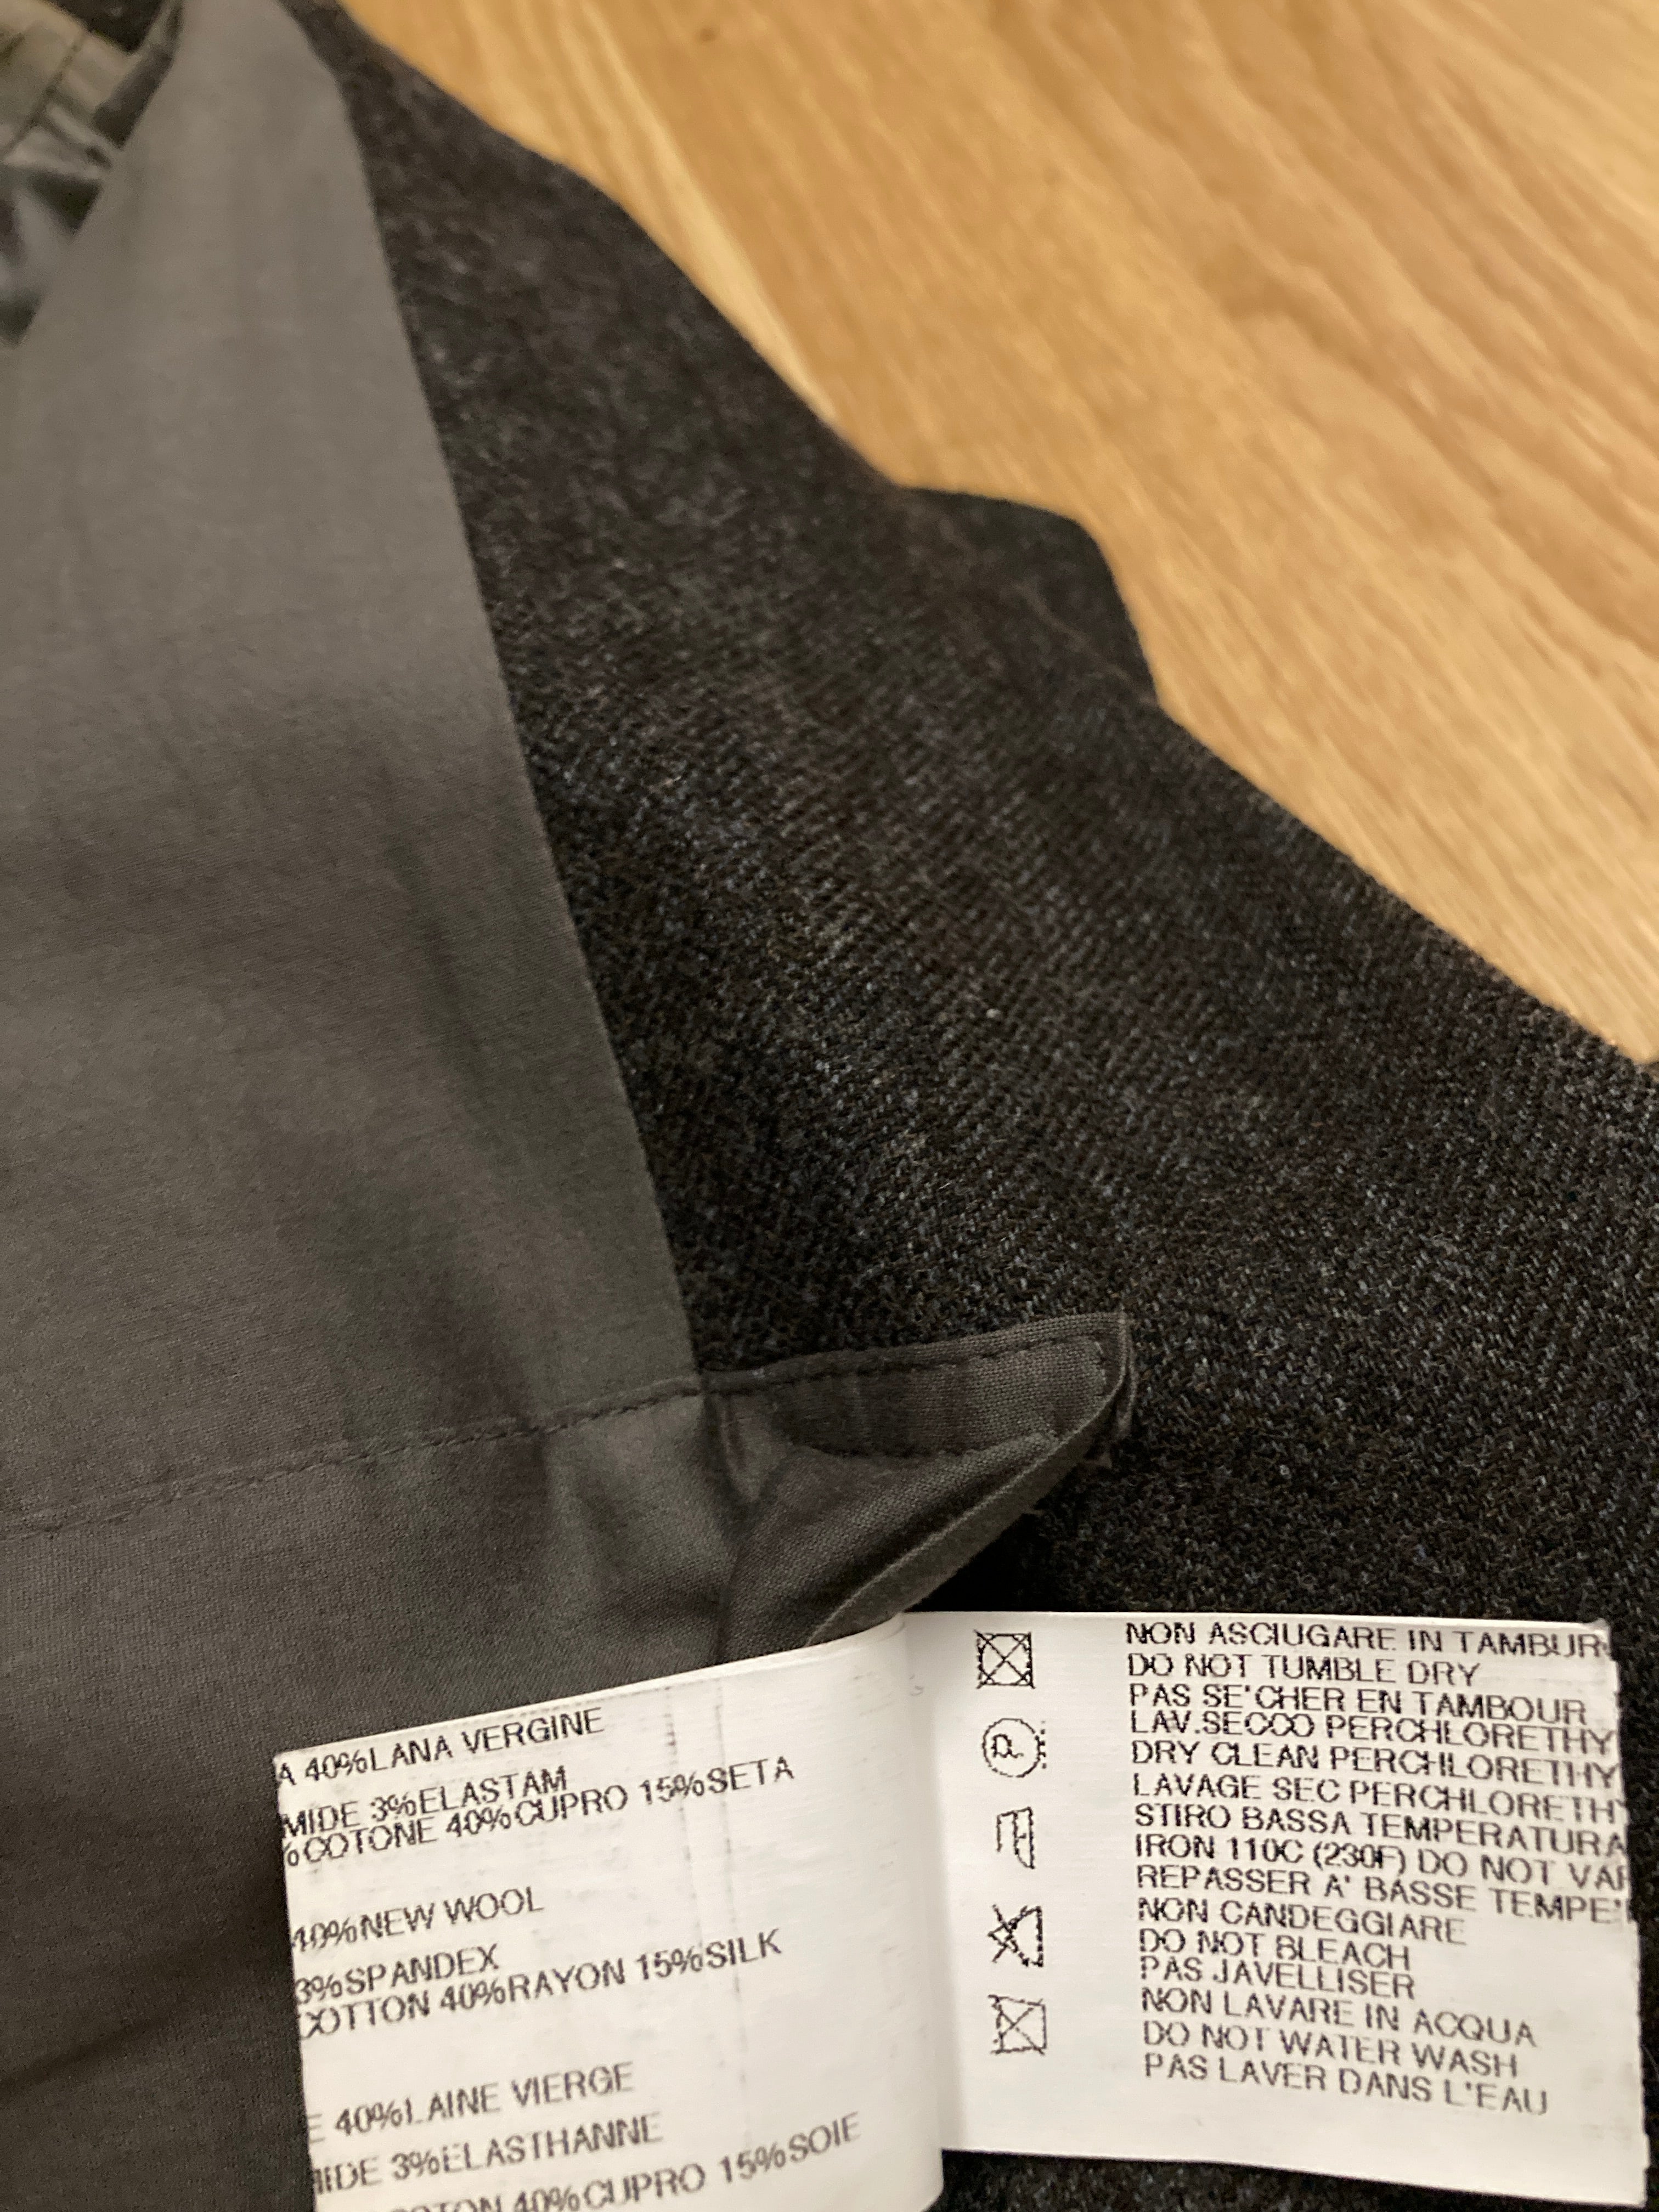 A 40%LANA VERGINE
MIDE 3%ELASTAM
%COTONE 40%CUPRO 15%SETA
40%NEW WOOL
3%SPANDEX
COTTON 40%RAYON 15%SILK
E 40%LAINE VIERGE
MIDE 3%ELASTHANNE
COTON 40%CUPRO 15%SOIE
NON ASCIUGARE IN TAMBUR
DO NOT TUMBLE DRY
PAS SE'CHER EN TAMBOUR
LAV.SECCO PERCHLORETHY
DRY CLEAN PERCHLORETHY
LAVAGE SEC PERCHLORETHY
STIRO BASSA TEMPERATURA
IRON 110C (230F) DO NOT VAP
REPASSER A' BASSE TEMPE'
NON CANDEGGIARE
DO NOT BLEACH
PAS JAVELLISER
NON LAVARE IN ACQUA
DO NOT WATER WASH
PAS LAVER DANS L'EAU